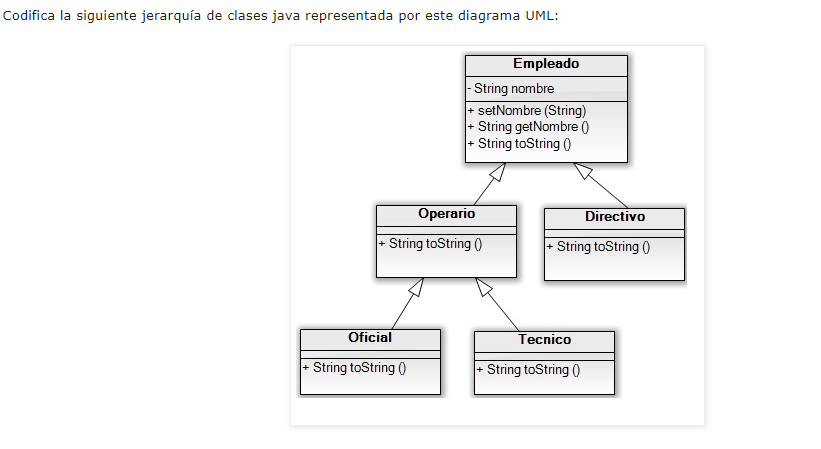 Codifica la siguiente jerarquía de clases java representada por este diagrama UML:
Empleado
- String nombre
+ setNombre (String)
+ String getNombre ()
+ String toString ()
Operario
+ String toString ()
Directivo
+ String toString ()
Oficial
+ String toString ()
Tecnico
+ String toString ()